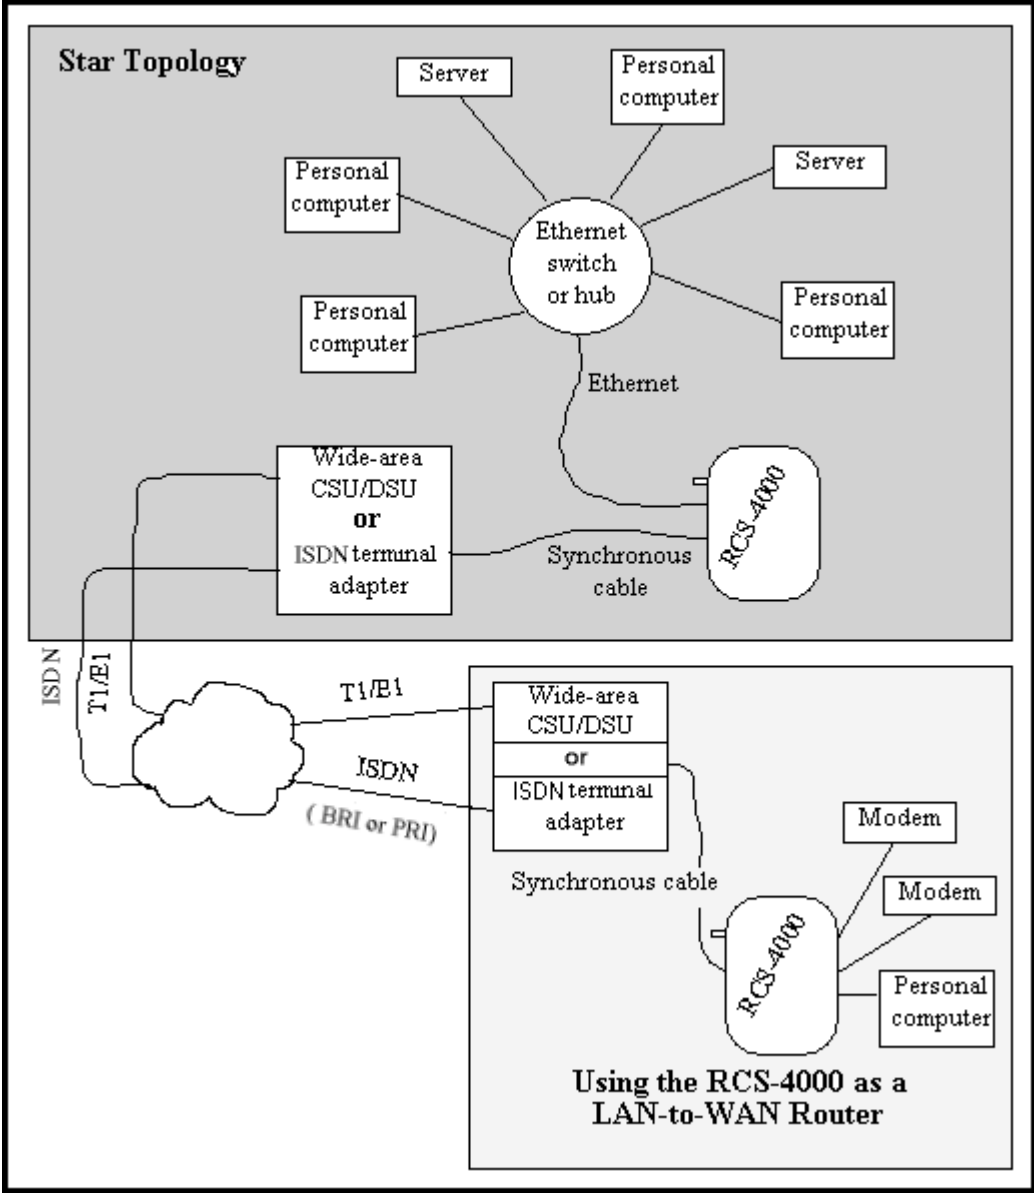 Star Topology
Server
Personal
computer
Personal
computer
Server
Ethernet
switch
or hub
Personal
computer
Personal
computer
Ethernet
Wide-area
CSU/DSU
or
ISDN terminal
adapter
Synchronous
cable
RCS-4000
ISDN
T1/E1
T1/E1
ISDN
( BRI or PRI)
Wide-area
CSU/DSU
or
ISDN terminal
adapter
Synchronous cable
Modem
Modem
RCS-4000
Personal
computer
Using the RCS-4000 as a
LAN-to-WAN Router